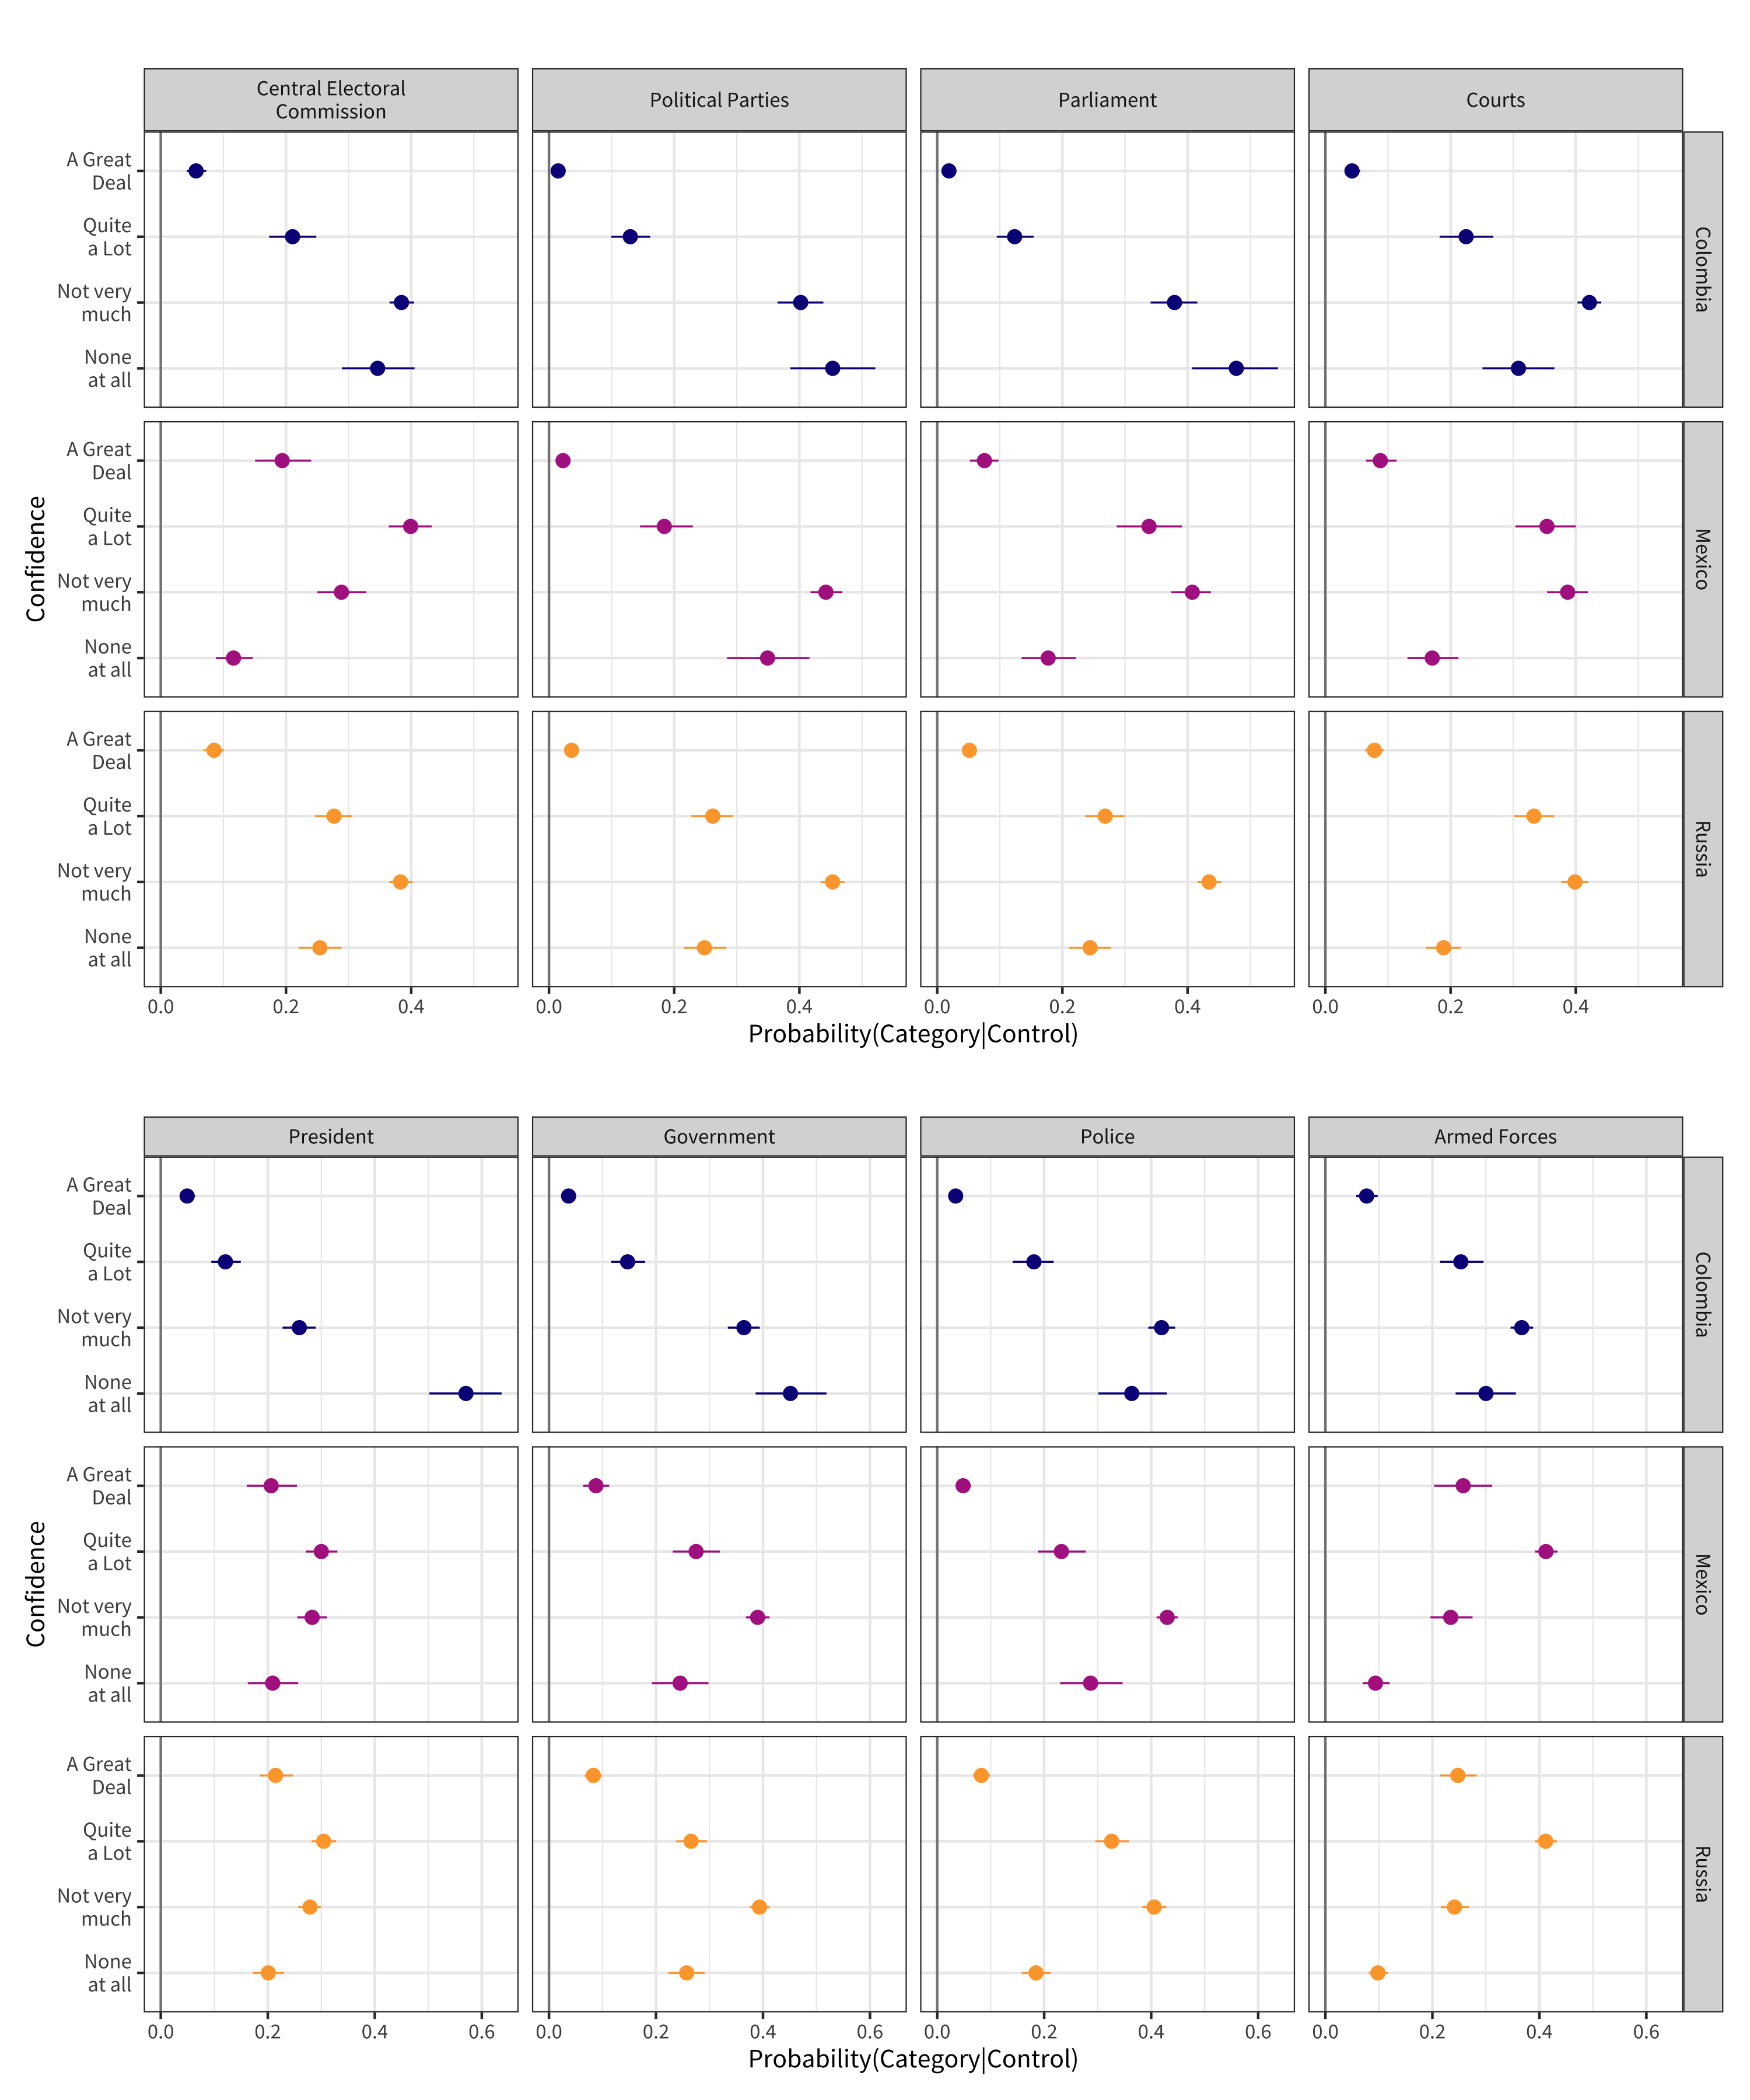 Central Electoral
Commission
Political Parties
Parliament
Courts
A Great
Deal
Quite
a Lot
Not very
much
None
at all
Colombia
A Great
Deal
Quite
a Lot
Not very
much
None
at all
Mexico
A Great
Deal
Quite
a Lot
Not very
much
None
at all
Russia
Confidence
0.0 0.2 0.4 0.0 0.2 0.4 0.0 0.2 0.4 0.0 0.2 0.4
Probability(Category|Control)
President
Government
Police
Armed Forces
A Great
Deal
Quite
a Lot
Not very
much
None
at all
Colombia
A Great
Deal
Quite
a Lot
Not very
much
None
at all
Mexico
A Great
Deal
Quite
a Lot
Not very
much
None
at all
Russia
Confidence
0.0 0.2 0.4 0.6 0.0 0.2 0.4 0.6 0.0 0.2 0.4 0.6 0.0 0.2 0.4 0.6
Probability(Category|Control)